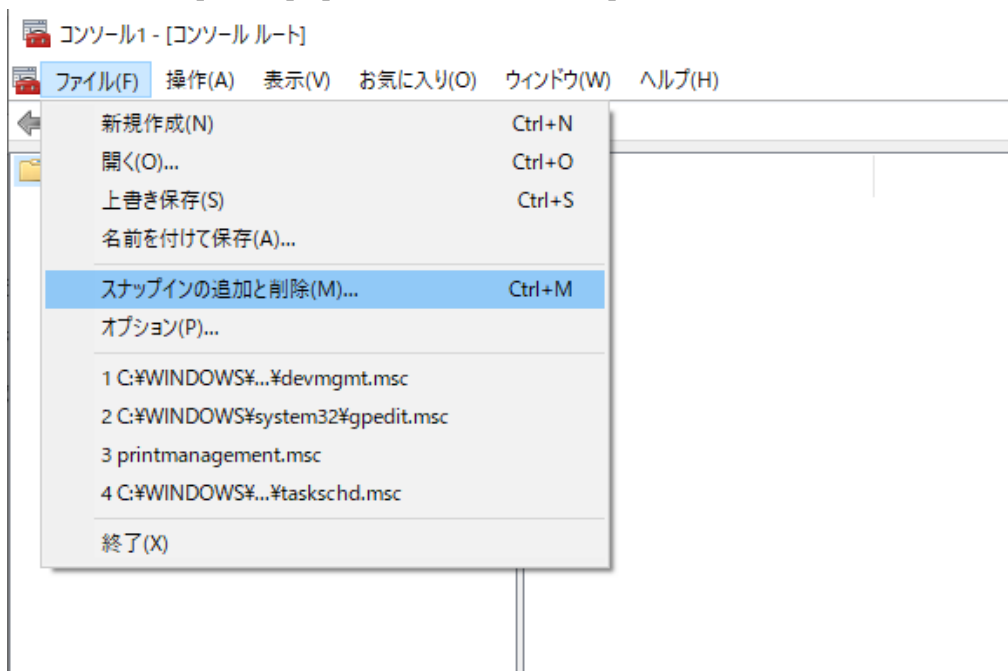 コンソール1 - [コンソール ルート]
ファイル(F) 操作(A) 表示(V) お気に入り(O) ウィンドウ(W) ヘルプ(H)
新規作成(N) Ctrl+N
開く(O)... Ctrl+O
上書き保存(S) Ctrl+S
名前を付けて保存(A)...
スナップインの追加と削除(M)... Ctrl+M
オプション(P)...
1 C:¥WINDOWS¥...¥devmgmt.msc
2 C:¥WINDOWS¥system32¥gpedit.msc
3 printmanagement.msc
4 C:¥WINDOWS¥...¥taskschd.msc
終了(X)